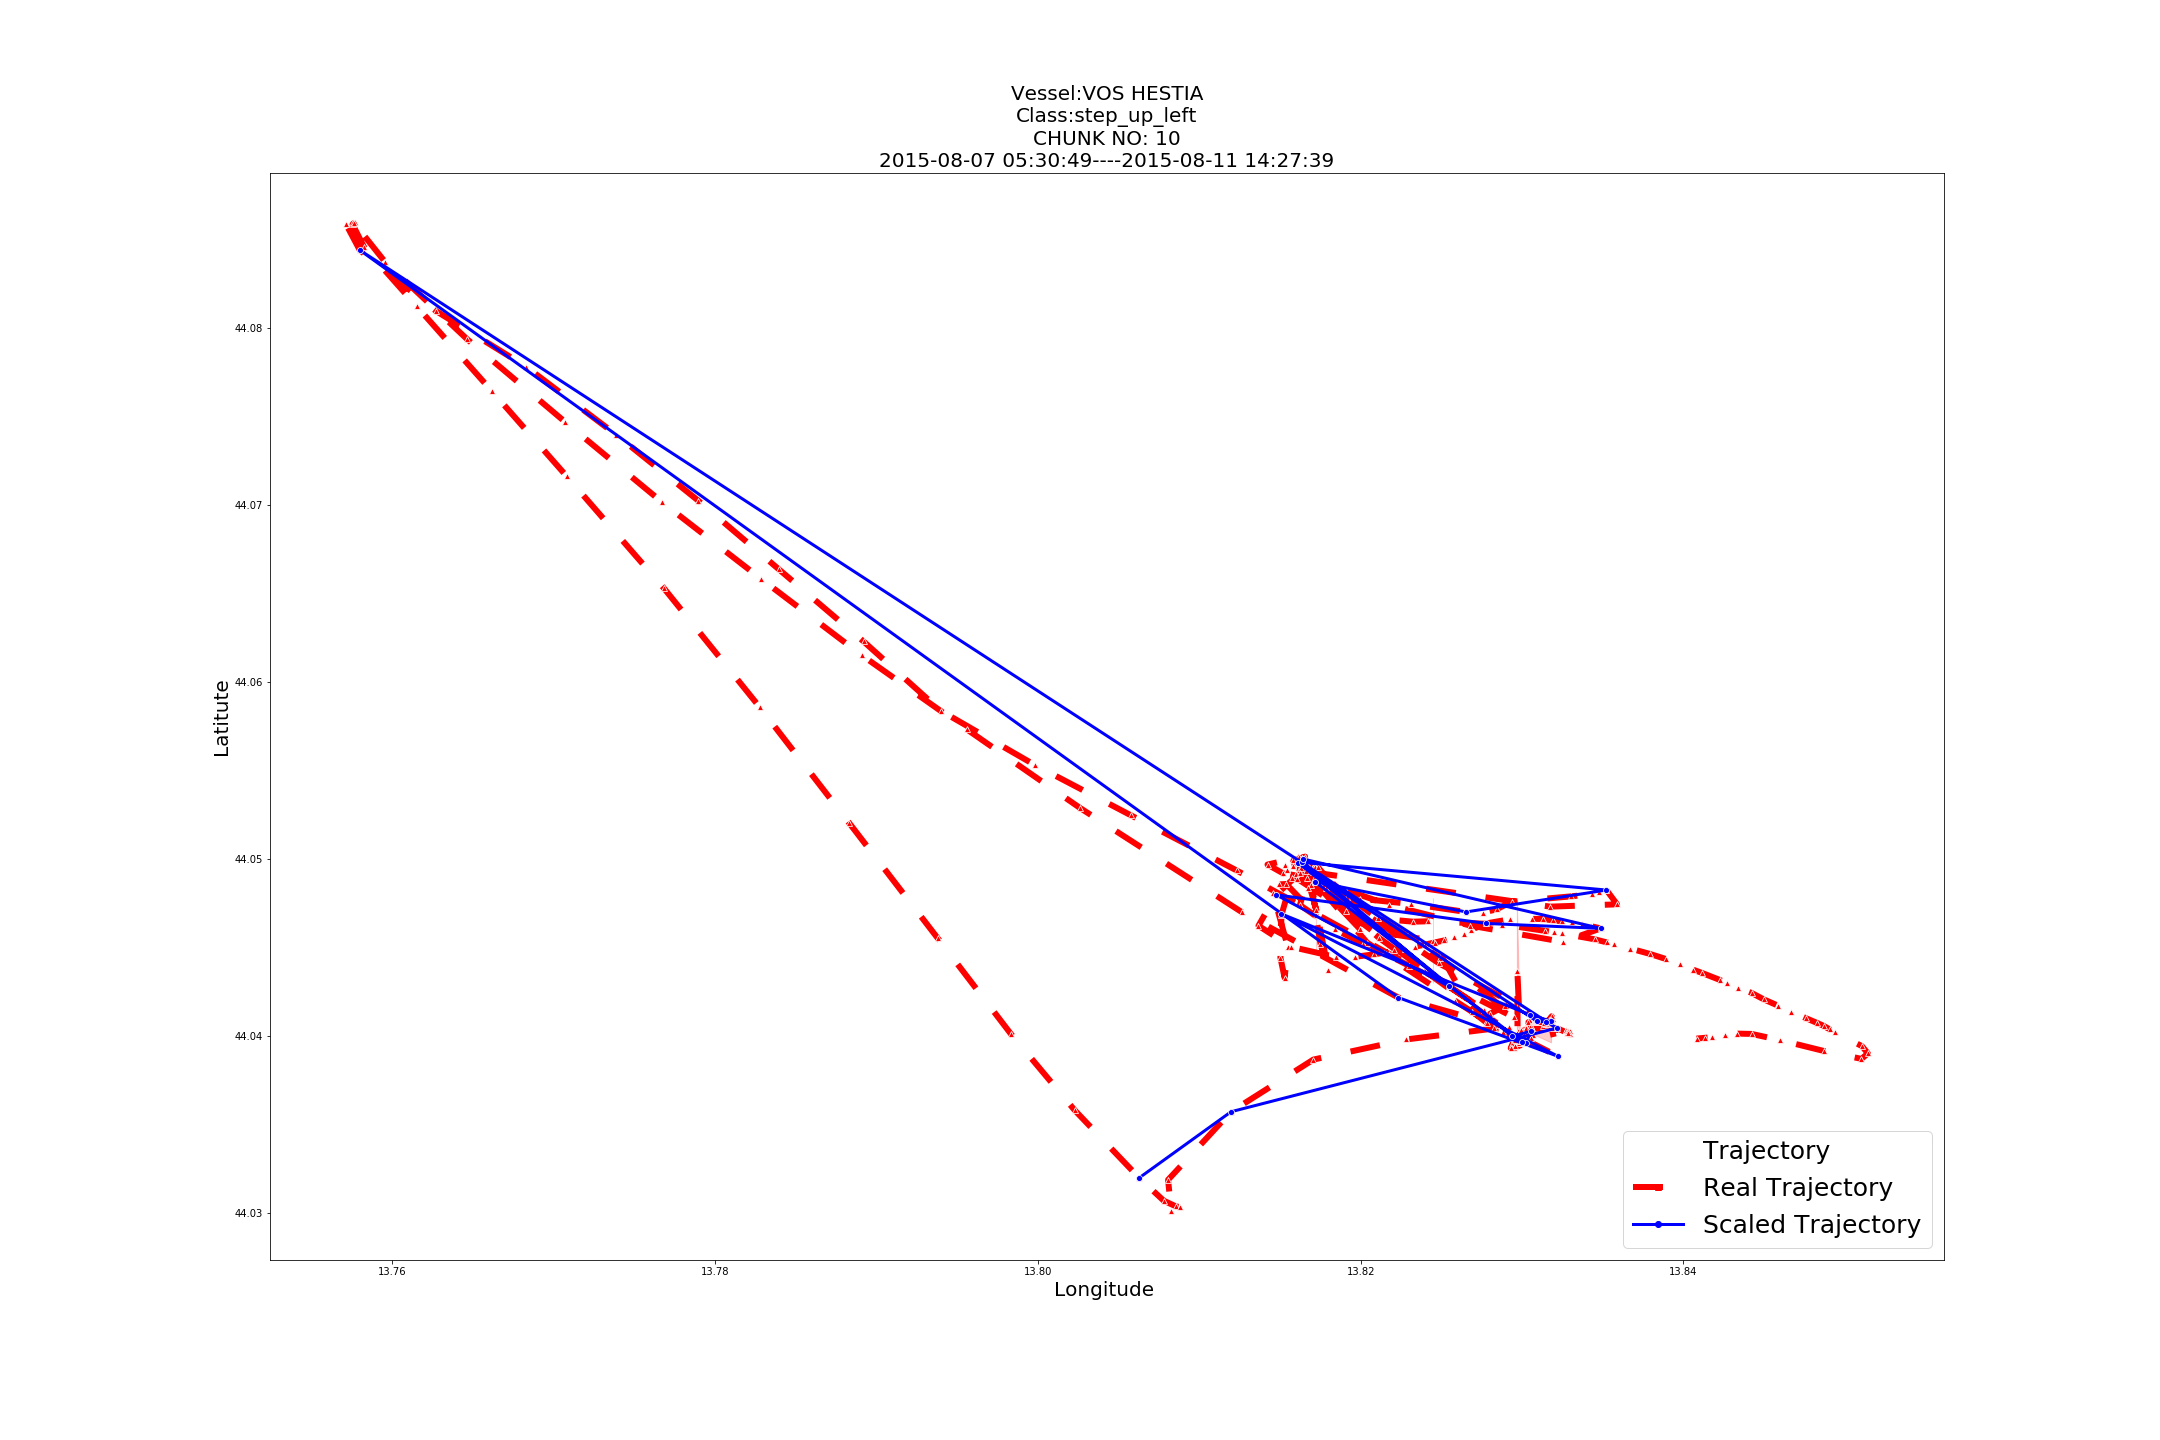 Vessel:VOS HESTIA
Class:step_up_left
CHUNK NO: 10
2015-08-07 05:30:49----2015-08-11 14:27:39
44.08
44.07
44.06
44.05
44.04
44.03
Latitute
13.76
13.78
13.80
13.82
13.84
Longitude
Trajectory
Real Trajectory
Scaled Trajectory